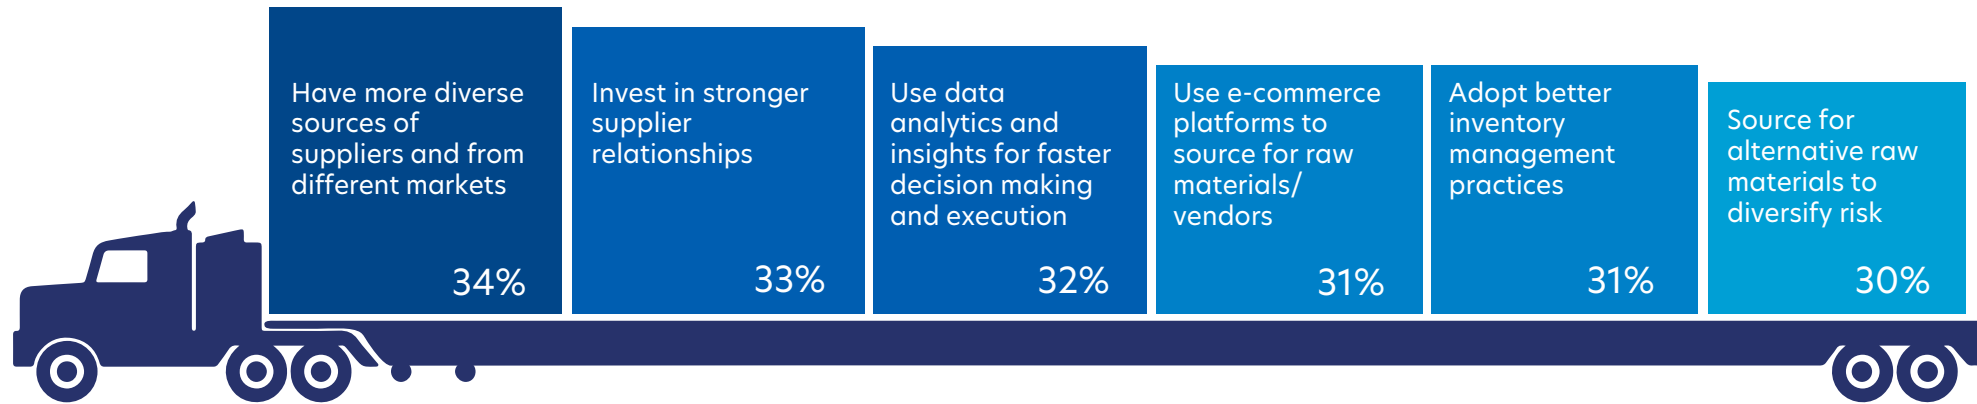 Have more diverse
sources of
suppliers and from
different markets
34%
Invest in stronger
supplier
relationships
33%
Use data
analytics and
insights for faster
decision making
and execution
32%
Use e-commerce
platforms to
source for raw
materials/
vendors
31%
Adopt better
inventory
management
practices
31%
Source for
alternative raw
materials to
diversify risk
30%